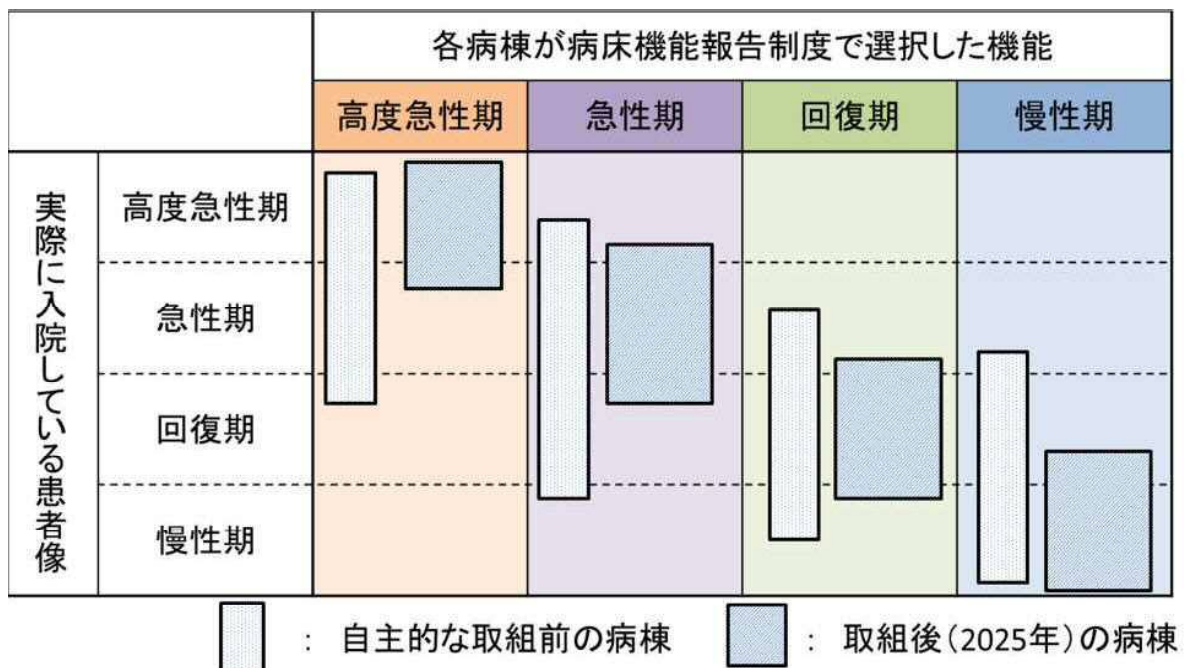 各病棟が病床機能報告制度で選択した機能
高度急性期 急性期 回復期 慢性期
実際に入院している患者像
高度急性期
急性期
回復期
慢性期
： 自主的な取組前の病棟 ： 取組後(2025年)の病棟